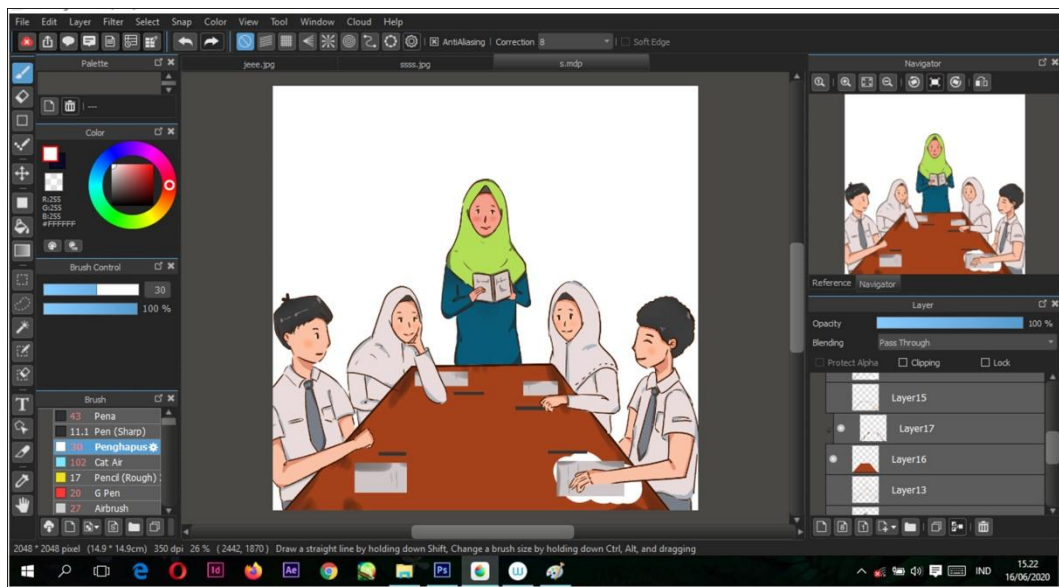 File Edit Layer Filter Select Snap Color View Tool Window Cloud Help
AntiAliasing Correction 8 Soft Edge
Palette
jeee.jpg ssss.jpg s.mdp
Navigator
---
Color
R:255
G:255
B:255
#FFFFFF
Brush Control
30
100 %
Reference Navigator
Layer
Opacity 100 %
Blending Pass Through
Protect Alpha Clipping Lock
Layer15
Layer17
Layer16
Layer13
Brush
43 Pena
11.1 Pen (Sharp)
30 Penghapus
102 Cat Air
17 Pencil (Rough)
20 G Pen
27 Airbrush
2048 * 2048 pixel (14.9 * 14.9cm) 350 dpi 26 % ( 2442, 1870 ) Draw a straight line by holding down Shift, Change a brush size by holding down Ctrl, Alt, and dragging
Id Ae Ps
IND
15.22
16/06/2020